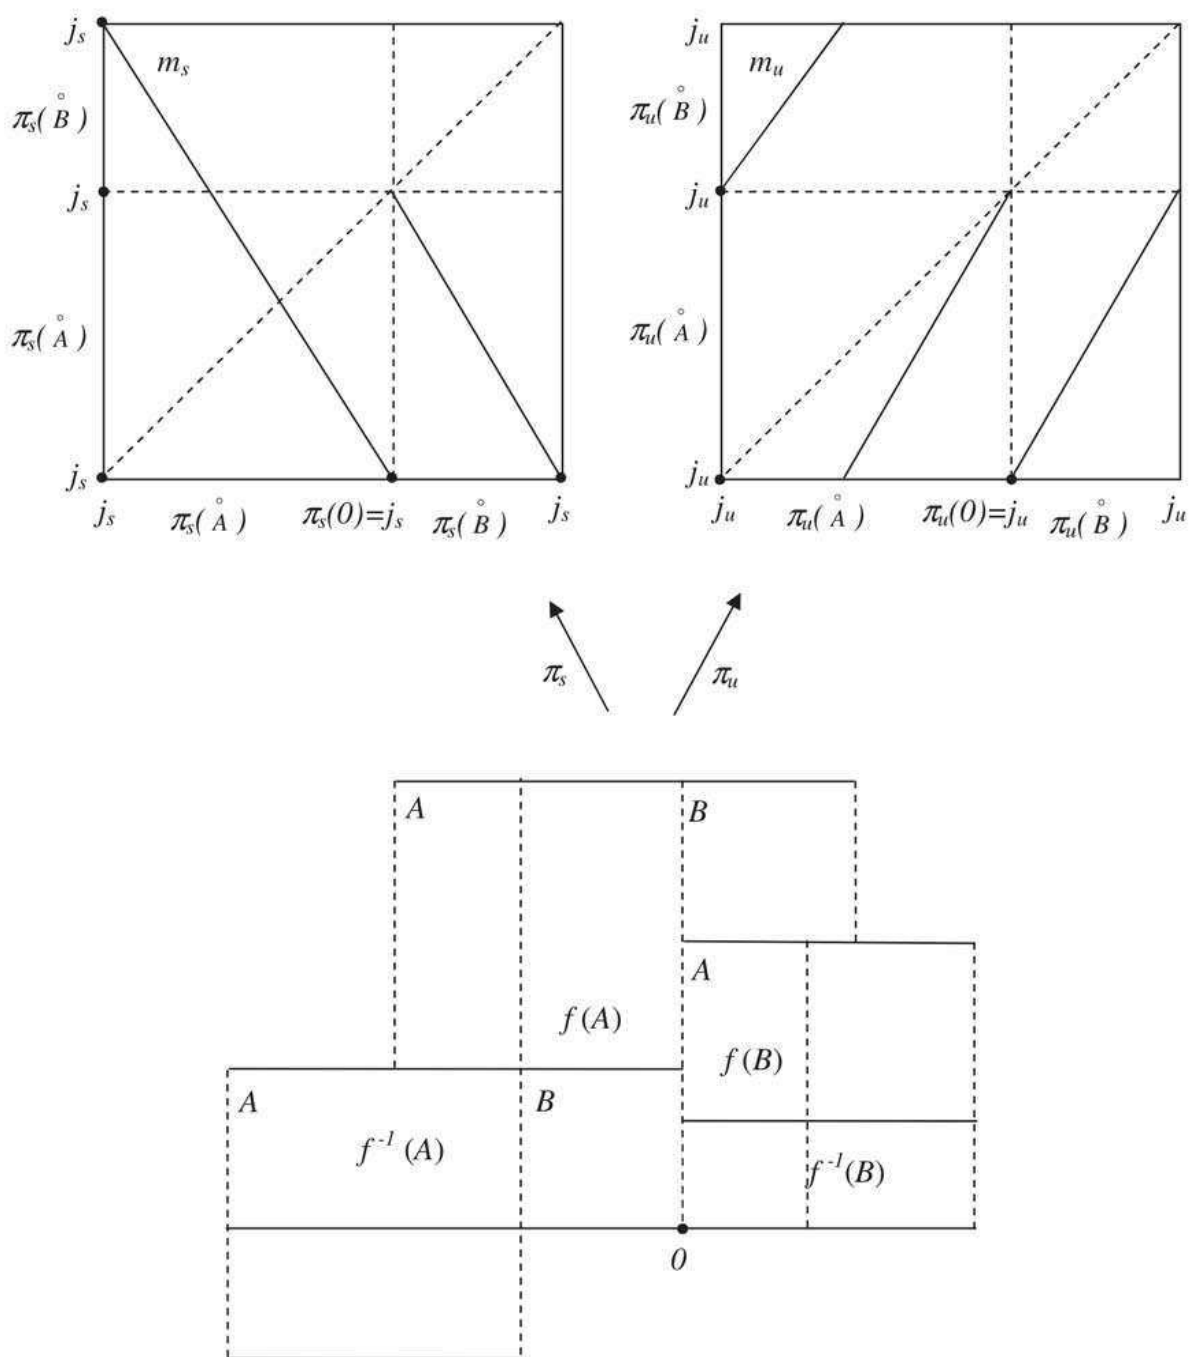 j_s
m_s
π_s(B̊)
j_s
π_s(Å)
j_s
j_s π_s(Å) π_s(0)=j_s π_s(B̊) j_s
j_u
m_u
π_u(B̊)
j_u
π_u(Å)
j_u
j_u π_u(Å) π_u(0)=j_u π_u(B̊) j_u
π_s π_u
A B
A
f(A)
f(B)
A B
f^{-1}(A)
f^{-1}(B)
0